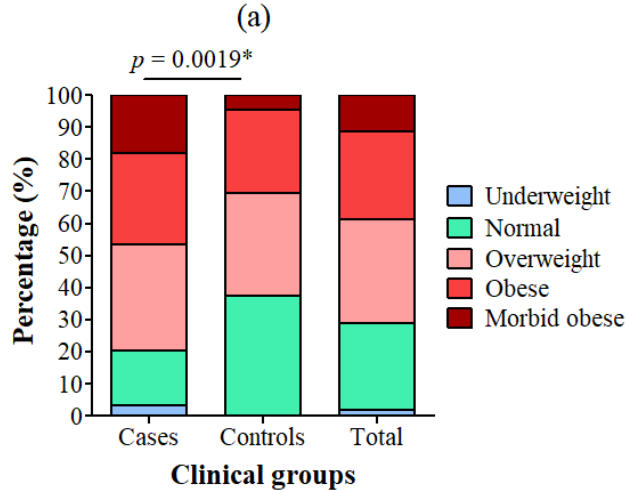 (a)
p = 0.0019*
Percentage (%)
100
90
80
70
60
50
40
30
20
10
0
Cases Controls Total
Clinical groups
Underweight
Normal
Overweight
Obese
Morbid obese